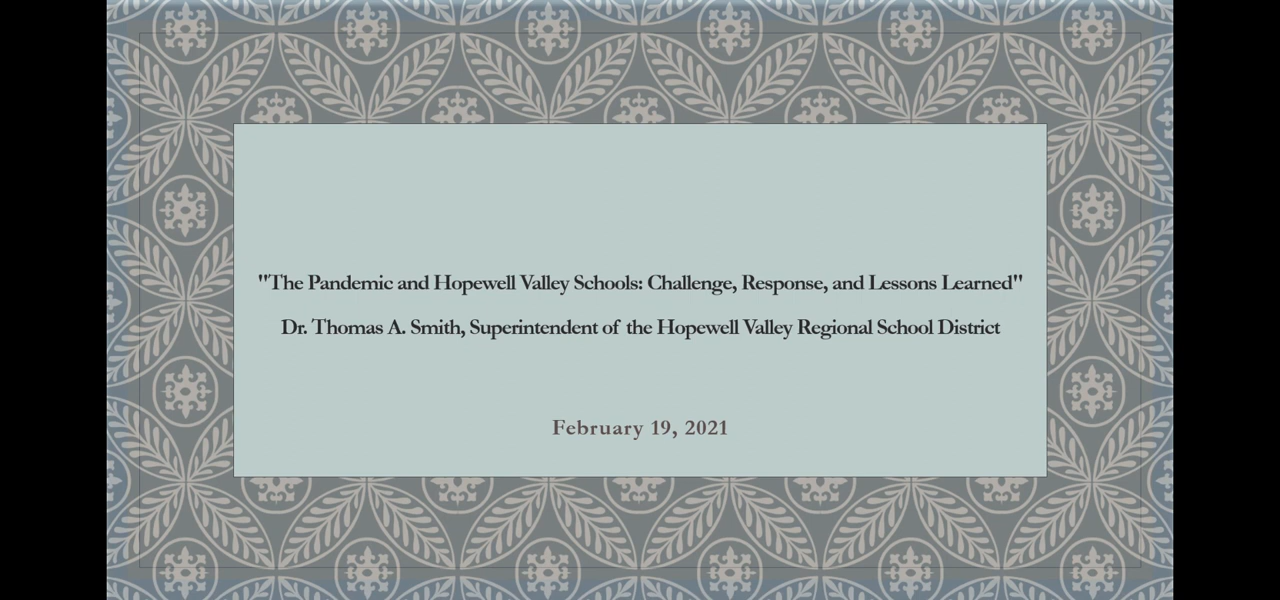 "The Pandemic and Hopewell Valley Schools: Challenge, Response, and Lessons Learned"
Dr. Thomas A. Smith, Superintendent of the Hopewell Valley Regional School District
February 19, 2021